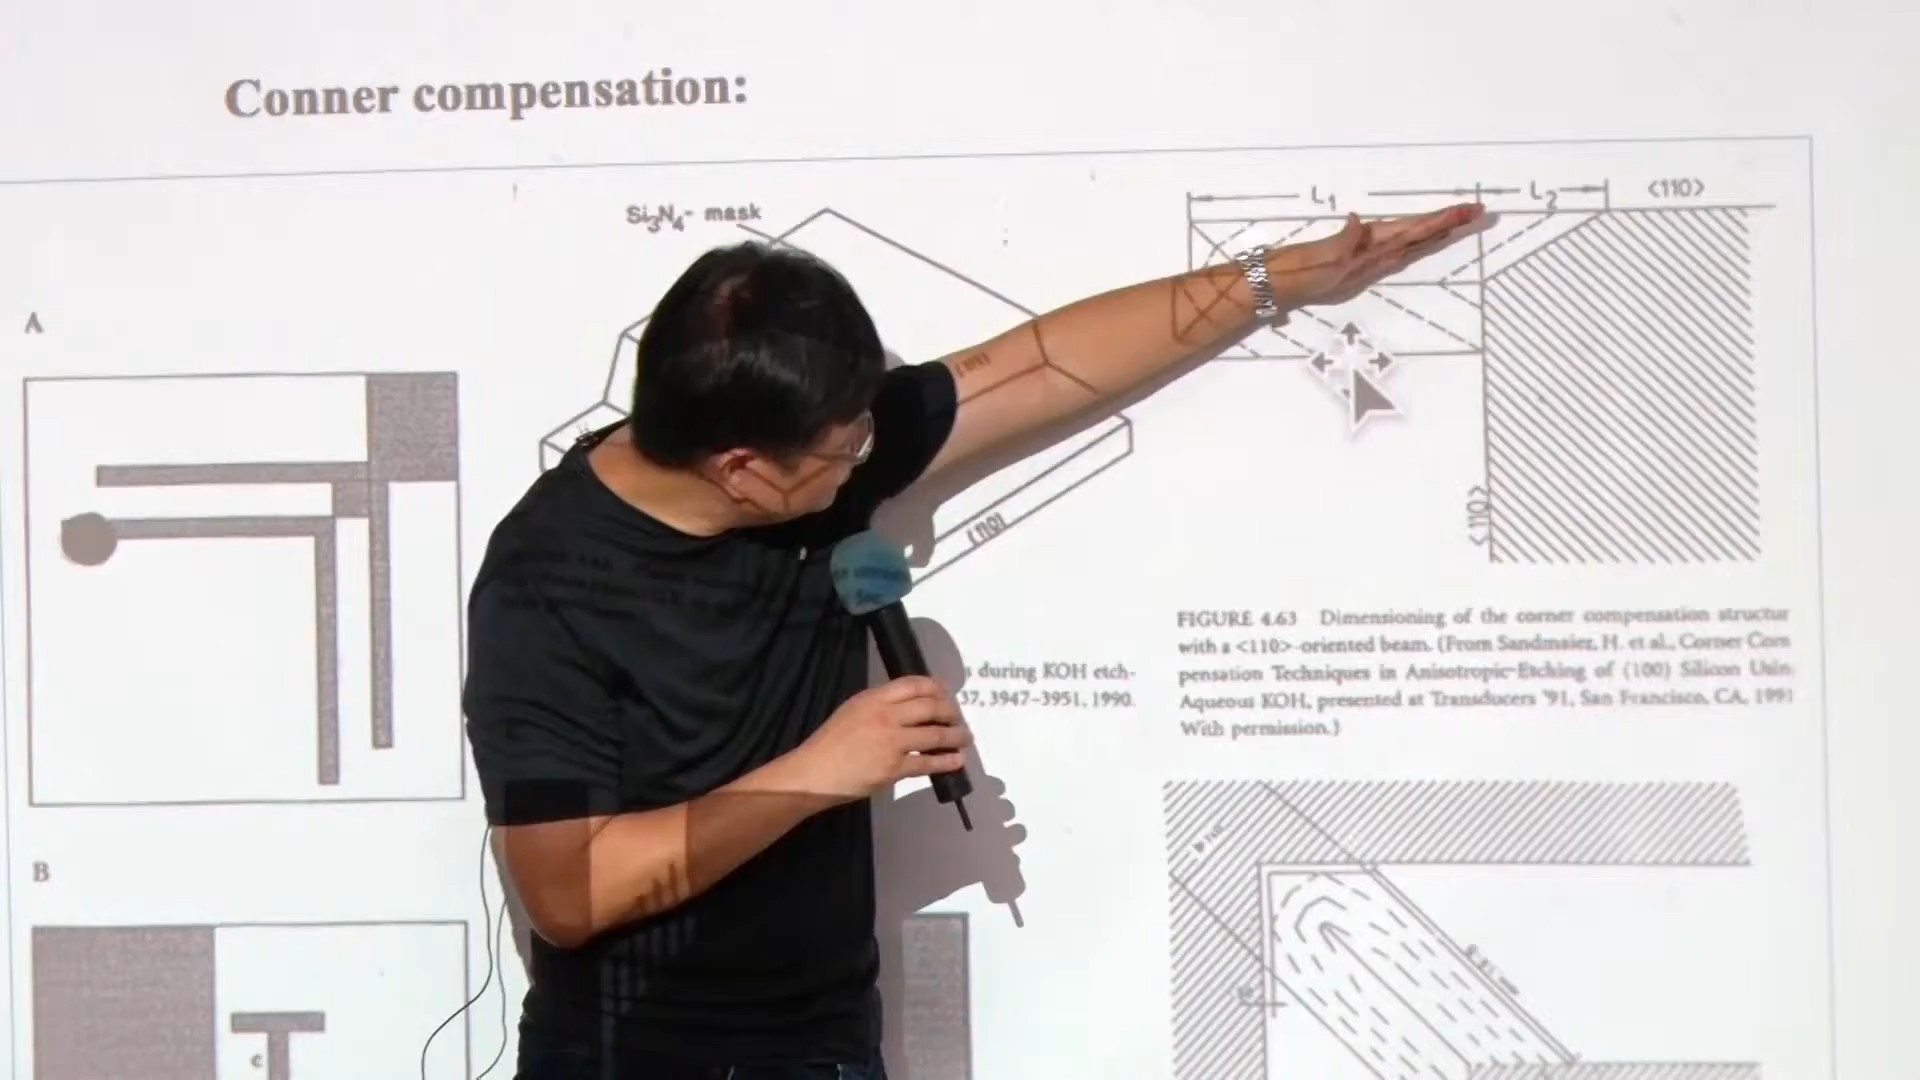 Conner compensation:
A
Si3N4- mask
L1
L2
<110>
(110)
<110>
s during KOH etch-
37, 3947-3951, 1990.
FIGURE 4.63 Dimensioning of the corner compensation structur
with a <110>-oriented beam. (From Sandmaier, H. et al., Corner Com
pensation Techniques in Anisotropic Etching of (100) Silicon Usin
Aqueous KOH, presented at Transducers '91, San Francisco, CA, 1991
With permission.)
B
c